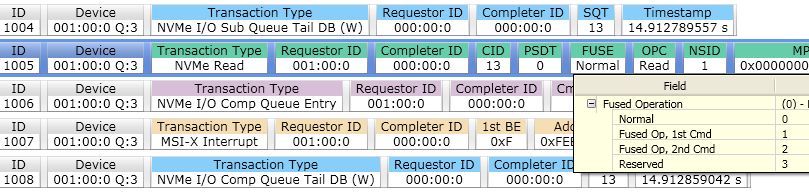 ID Device Transaction Type Requestor ID Completer ID SQT Timestamp
1004 001:00:0 Q:3 NVMe I/O Sub Queue Tail DB (W) 000:00:0 000:00:0 13 14.912789557 s
ID Device Transaction Type Requestor ID Completer ID CID PSDT FUSE OPC NSID MP
1005 001:00:0 Q:3 NVMe Read 001:00:0 000:00:0 13 0 Normal Read 1 0x0000000
ID Device Transaction Type Requestor ID Completer ID Cm
1006 001:00:0 Q:3 NVMe I/O Comp Queue Entry 001:00:0 000:00:0
ID Device Transaction Type Requestor ID Completer ID 1st BE Add
1007 001:00:0 Q:3 MSI-X Interrupt 001:00:0 000:00:0 0xF 0xFEE
ID Device Transaction Type Requestor ID Completer ID
1008 001:00:0 Q:3 NVMe I/O Comp Queue Tail DB (W) 000:00:0 000:00:0 13 14.912859042 s
Field
Fused Operation (0) -
Normal 0
Fused Op, 1st Cmd 1
Fused Op, 2nd Cmd 2
Reserved 3